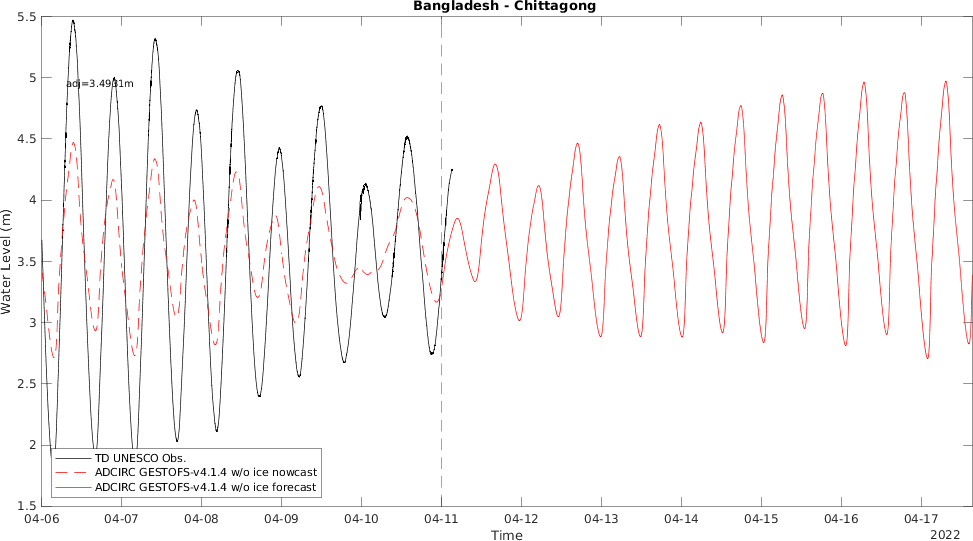 Bangladesh - Chittagong
5.5
5
4.5
4
3.5
3
2.5
2
1.5
Water Level (m)
adj=3.4931m
TD UNESCO Obs.
ADCIRC GESTOFS-v4.1.4 w/o ice nowcast
ADCIRC GESTOFS-v4.1.4 w/o ice forecast
04-06 04-07 04-08 04-09 04-10 04-11 04-12 04-13 04-14 04-15 04-16 04-17
Time
2022